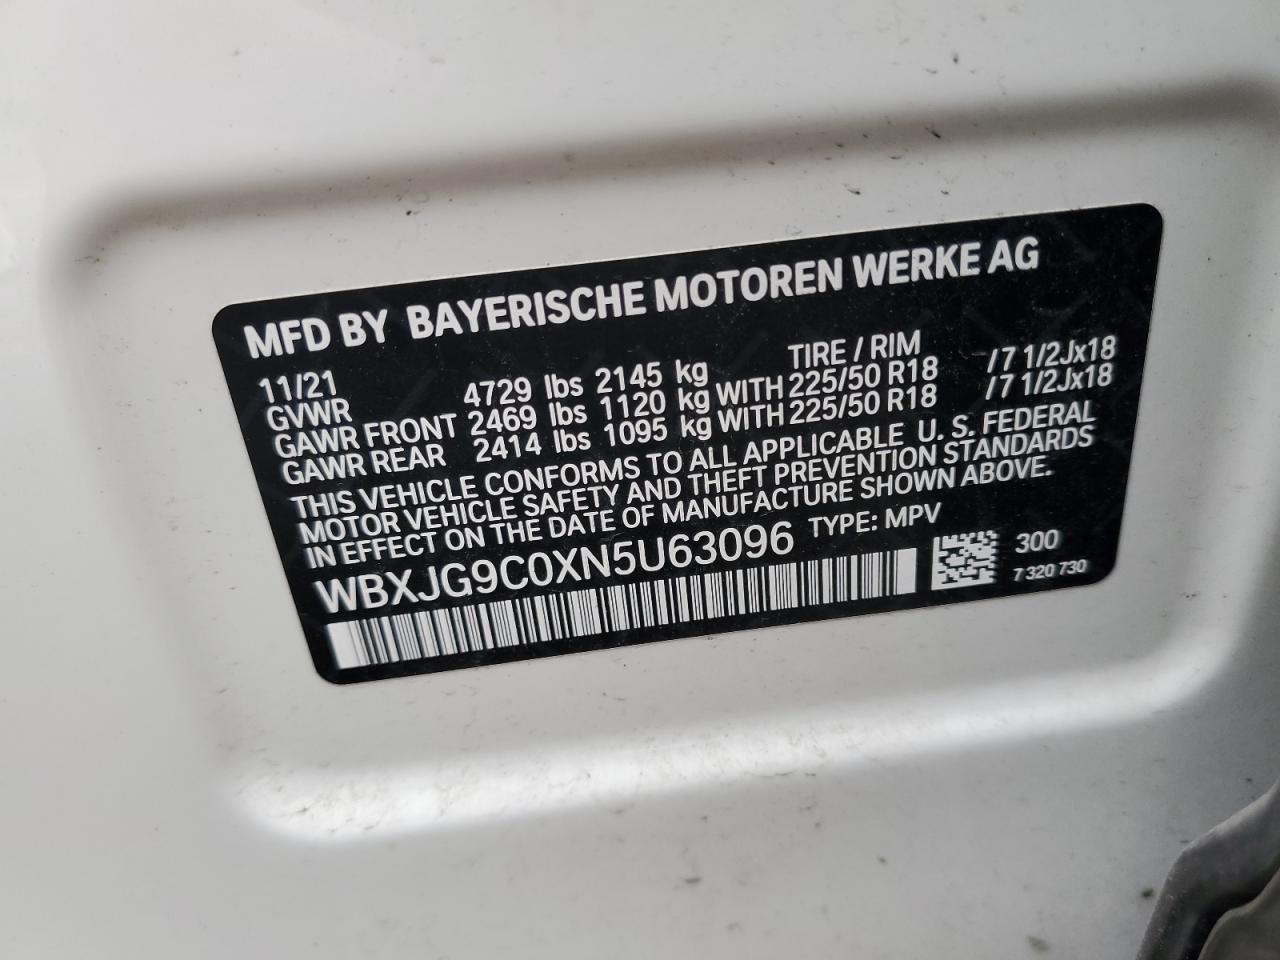 MFD BY BAYERISCHE MOTOREN WERKE AG
11/21 TIRE / RIM
GVWR 4729 lbs 2145 kg
GAWR FRONT 2469 lbs 1120 kg WITH 225/50 R18 /7 1/2Jx18
GAWR REAR 2414 lbs 1095 kg WITH 225/50 R18 /7 1/2Jx18
THIS VEHICLE CONFORMS TO ALL APPLICABLE U. S. FEDERAL
MOTOR VEHICLE SAFETY AND THEFT PREVENTION STANDARDS
IN EFFECT ON THE DATE OF MANUFACTURE SHOWN ABOVE.
WBXJG9C0XN5U63096 TYPE: MPV
300
7 320 730